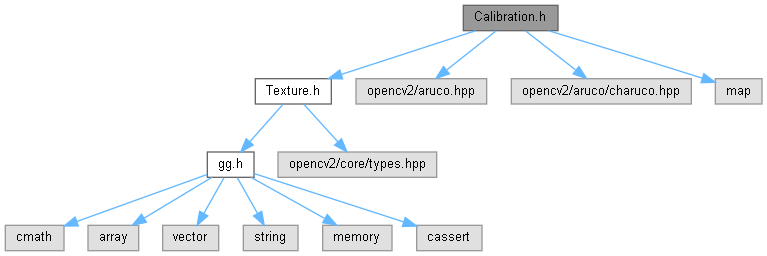 Calibration.h
Texture.h
opencv2/aruco.hpp
opencv2/aruco/charuco.hpp
map
gg.h
opencv2/core/types.hpp
cmath
array
vector
string
memory
cassert